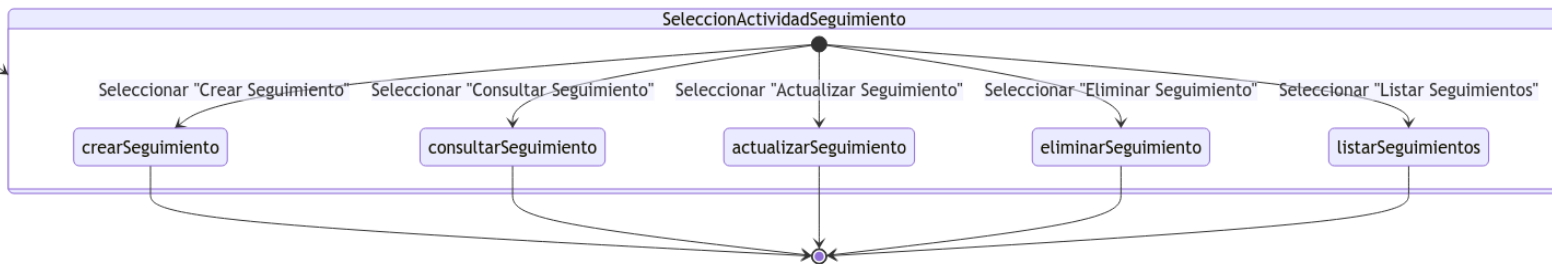 SeleccionActividadSeguimiento
Seleccionar "Crear Seguimiento"
Seleccionar "Consultar Seguimiento"
Seleccionar "Actualizar Seguimiento"
Seleccionar "Eliminar Seguimiento"
Seleccionar "Listar Seguimientos"
crearSeguimiento
consultarSeguimiento
actualizarSeguimiento
eliminarSeguimiento
listarSeguimientos